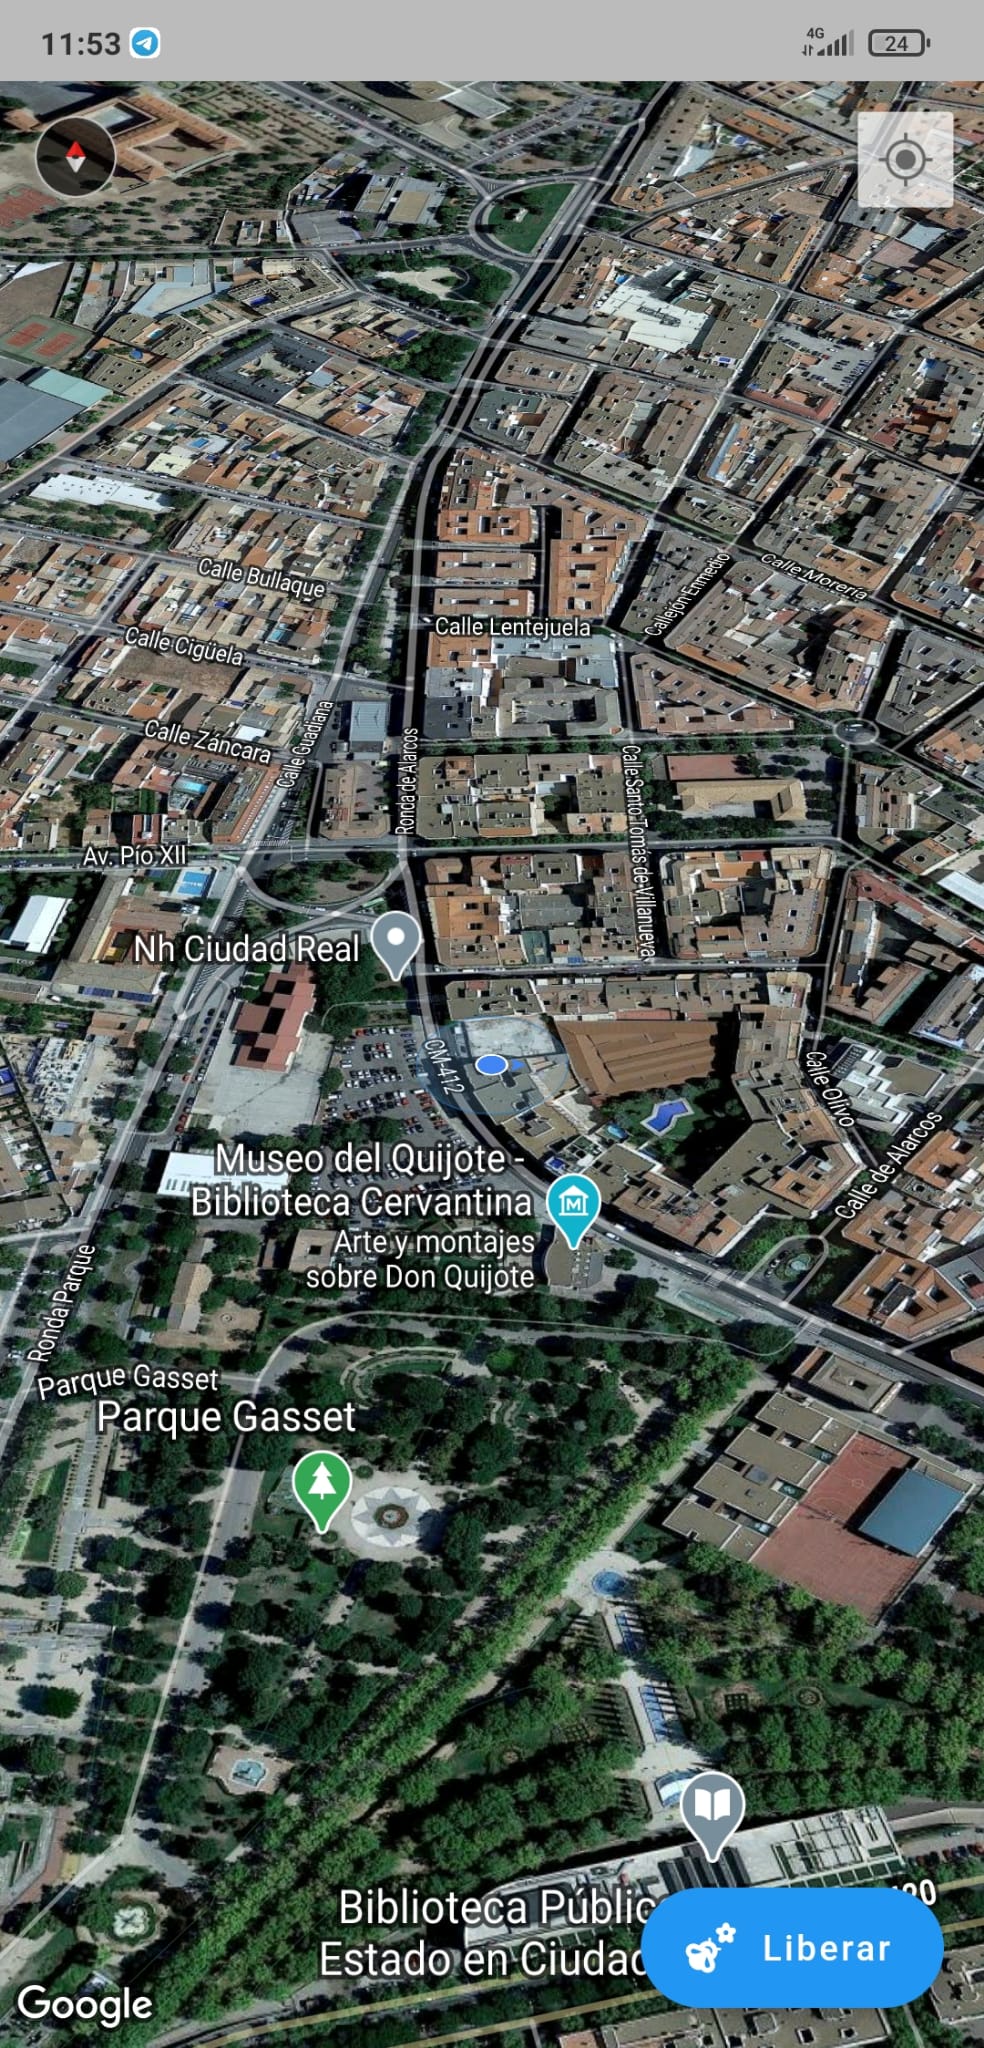 11:53
4G
24
Calle Bullaque
Calle Cigüela
Calle Záncara
Calle Guadiana
Ronda de Alarcos
Calle Lentejuela
Callejón Enmedio
Calle Morería
Calle Santo Tomás de Villanueva
Av. Pío XII
Nh Ciudad Real
CM-412
Calle Olivo
Calle de Alarcos
Museo del Quijote -
Biblioteca Cervantina
Arte y montajes
sobre Don Quijote
Ronda Parque
Parque Gasset
Parque Gasset
Biblioteca Públic
Estado en Ciudad
Liberar
Google